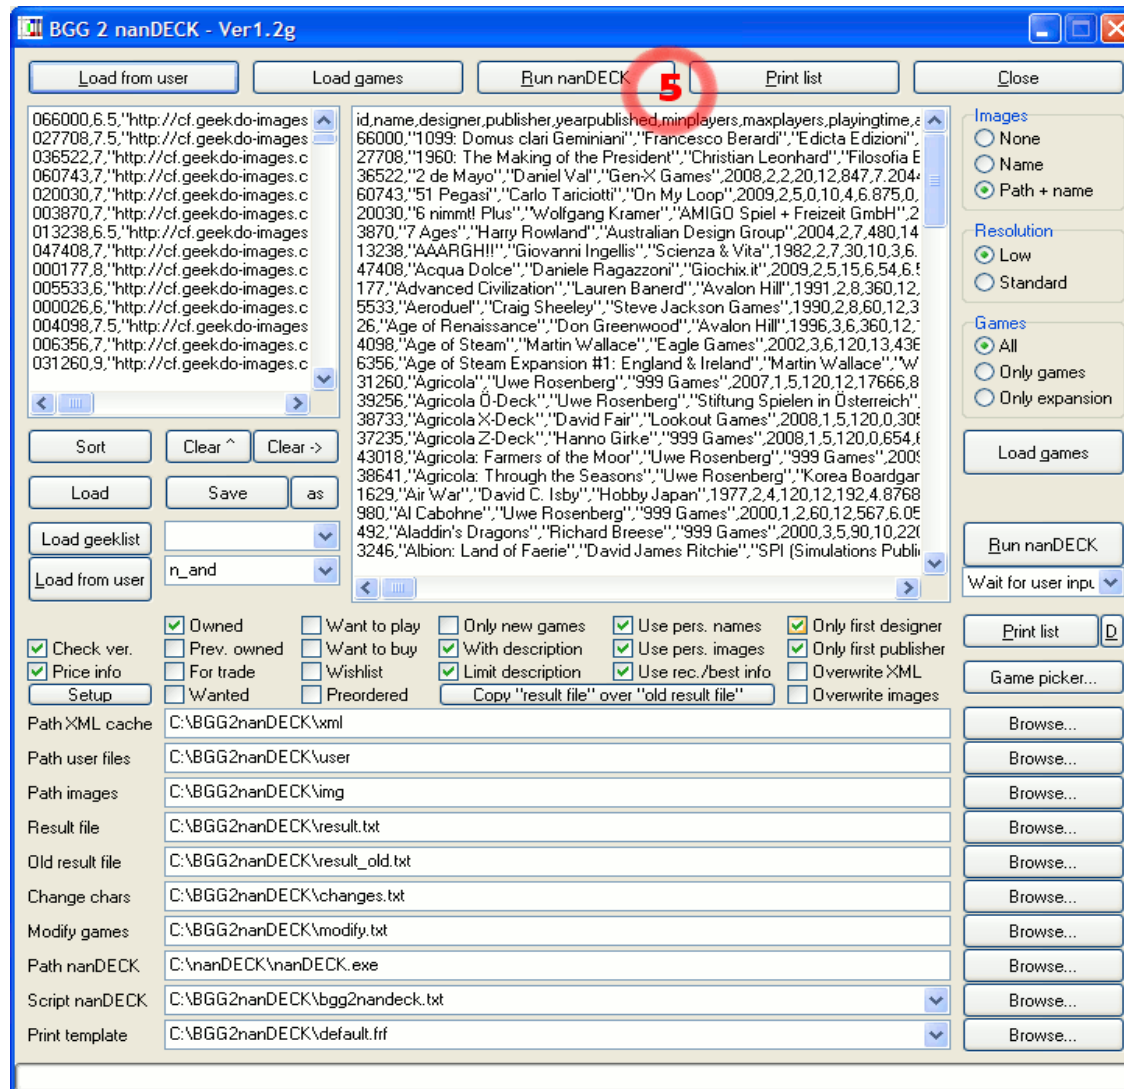 BGG 2 nanDECK - Ver1.2g
Load from user Load games Run nanDECK 5 Print list Close
066000,6.5,"http://cf.geekdo-images
027708,7.5,"http://cf.geekdo-images
036522,7,"http://cf.geekdo-images.c
060743,7,"http://cf.geekdo-images.c
020030,7,"http://cf.geekdo-images.c
003870,7,"http://cf.geekdo-images.c
013238,6.5,"http://cf.geekdo-images
047408,7,"http://cf.geekdo-images.c
000177,8,"http://cf.geekdo-images.c
005533,6,"http://cf.geekdo-images.c
000026,6,"http://cf.geekdo-images.c
004098,7.5,"http://cf.geekdo-images
006356,7,"http://cf.geekdo-images.c
031260,9,"http://cf.geekdo-images.c
id,name,designer,publisher,yearpublished,minplayers,maxplayers,playingtime,a
66000,"1099: Domus clari Geminiani","Francesco Berardi","Edicta Edizioni",
27708,"1960: The Making of the President","Christian Leonhard","Filosofia E
36522,"2 de Mayo","Daniel Val","Gen-X Games",2008,2,2,20,12,847,7.204
60743,"51 Pegasi","Carlo Tariciotti","On My Loop",2009,2,5,0,10,4,6.875,0,
20030,"6 nimmt! Plus","Wolfgang Kramer","AMIGO Spiel + Freizeit GmbH",2
3870,"7 Ages","Harry Rowland","Australian Design Group",2004,2,7,480,14
13238,"AAARGH!!","Giovanni Ingellis","Scienza & Vita",1982,2,7,30,10,3,6.
47408,"Acqua Dolce","Daniele Ragazzoni","Giochix.it",2009,2,5,15,6,54,6.5
177,"Advanced Civilization","Lauren Banerd","Avalon Hill",1991,2,8,360,12,
5533,"Aeroduel","Craig Sheeley","Steve Jackson Games",1990,2,8,60,12,3
26,"Age of Renaissance","Don Greenwood","Avalon Hill",1996,3,6,360,12,
4098,"Age of Steam","Martin Wallace","Eagle Games",2002,3,6,120,13,436
6356,"Age of Steam Expansion #1: England & Ireland","Martin Wallace","W
31260,"Agricola","Uwe Rosenberg","999 Games",2007,1,5,120,12,17666,8
39256,"Agricola Ö-Deck","Uwe Rosenberg","Stiftung Spielen in Österreich",
38733,"Agricola X-Deck","David Fair","Lookout Games",2008,1,5,120,0,305
37235,"Agricola Z-Deck","Hanno Girke","999 Games",2008,1,5,120,0,654,6
43018,"Agricola: Farmers of the Moor","Uwe Rosenberg","999 Games",2009
38641,"Agricola: Through the Seasons","Uwe Rosenberg","Korea Boardgar
1629,"Air War","David C. Isby","Hobby Japan",1977,2,4,120,12,192,4.8768
980,"Al Cabohne","Uwe Rosenberg","999 Games",2000,1,2,60,12,567,6.05
492,"Aladdin's Dragons","Richard Breese","999 Games",2000,3,5,90,10,220
3246,"Albion: Land of Faerie","David James Ritchie","SPI (Simulations Publi
Images
None
Name
Path + name
Resolution
Low
Standard
Games
All
Only games
Only expansion
Sort Clear ^ Clear -> Load games
Load Save as
Load geeklist Run nanDECK
Load from user n_and Wait for user inpu
Owned Want to play Only new games Use pers. names Only first designer Print list D
Check ver. Prev. owned Want to buy With description Use pers. images Only first publisher
Price info For trade Wishlist Limit description Use rec./best info Overwrite XML Game picker...
Setup Wanted Preordered Copy "result file" over "old result file" Overwrite images
Path XML cache C:\BGG2nanDECK\xml Browse...
Path user files C:\BGG2nanDECK\user Browse...
Path images C:\BGG2nanDECK\img Browse...
Result file C:\BGG2nanDECK\result.txt Browse...
Old result file C:\BGG2nanDECK\result_old.txt Browse...
Change chars C:\BGG2nanDECK\changes.txt Browse...
Modify games C:\BGG2nanDECK\modify.txt Browse...
Path nanDECK C:\nanDECK\nanDECK.exe Browse...
Script nanDECK C:\BGG2nanDECK\bgg2nandeck.txt Browse...
Print template C:\BGG2nanDECK\default.frf Browse...